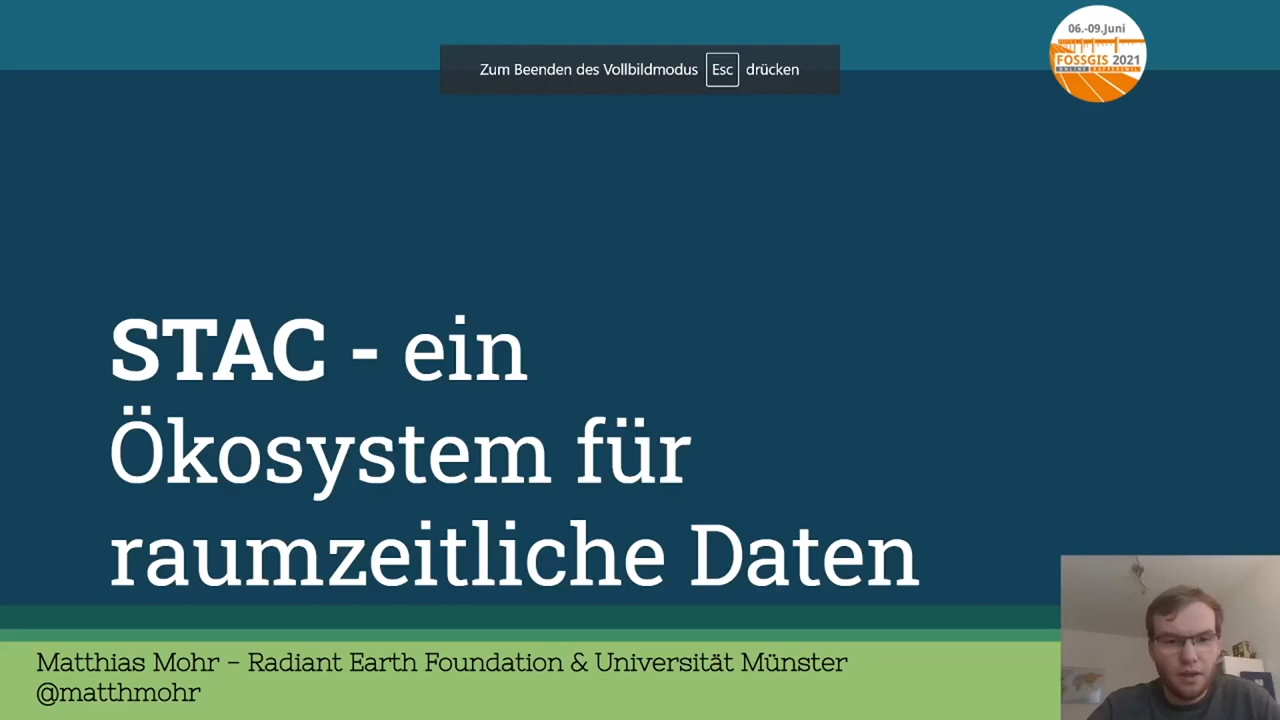 06.-09.Juni
FOSSGIS 2021
Zum Beenden des Vollbildmodus Esc drücken
STAC - ein
Ökosystem für
raumzeitliche Daten
Matthias Mohr - Radiant Earth Foundation & Universität Münster
@matthmohr